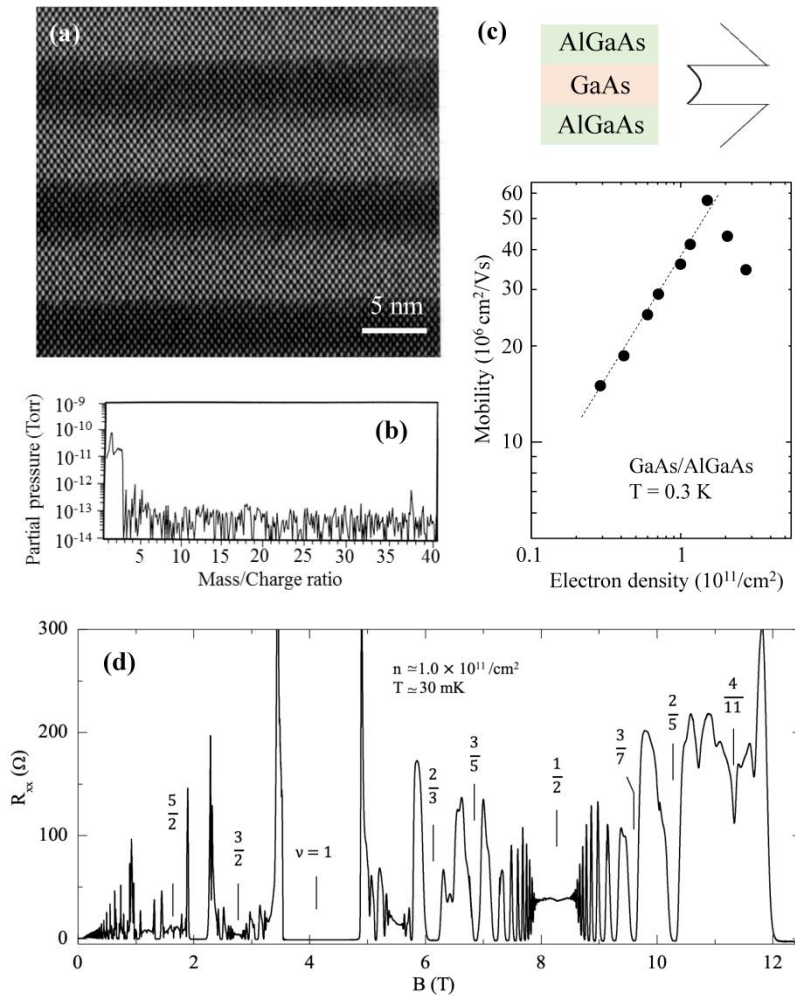 (a)
5 nm
(b)
Partial pressure (Torr)
10-9
10-10
10-11
10-12
10-13
10-14
5 10 15 20 25 30 35 40
Mass/Charge ratio
(c)
AlGaAs
GaAs
AlGaAs
Mobility (10⁶ cm²/Vs)
60
50
40
30
20
10
GaAs/AlGaAs
T = 0.3 K
0.1 1
Electron density (10¹¹/cm²)
(d)
n ≃1.0 × 10¹¹/cm²
T ≃ 30 mK
Rxx (Ω)
300
200
100
0
5/2
3/2
ν = 1
2/3
3/5
1/2
3/7
2/5
4/11
0 2 4 6 8 10 12
B (T)